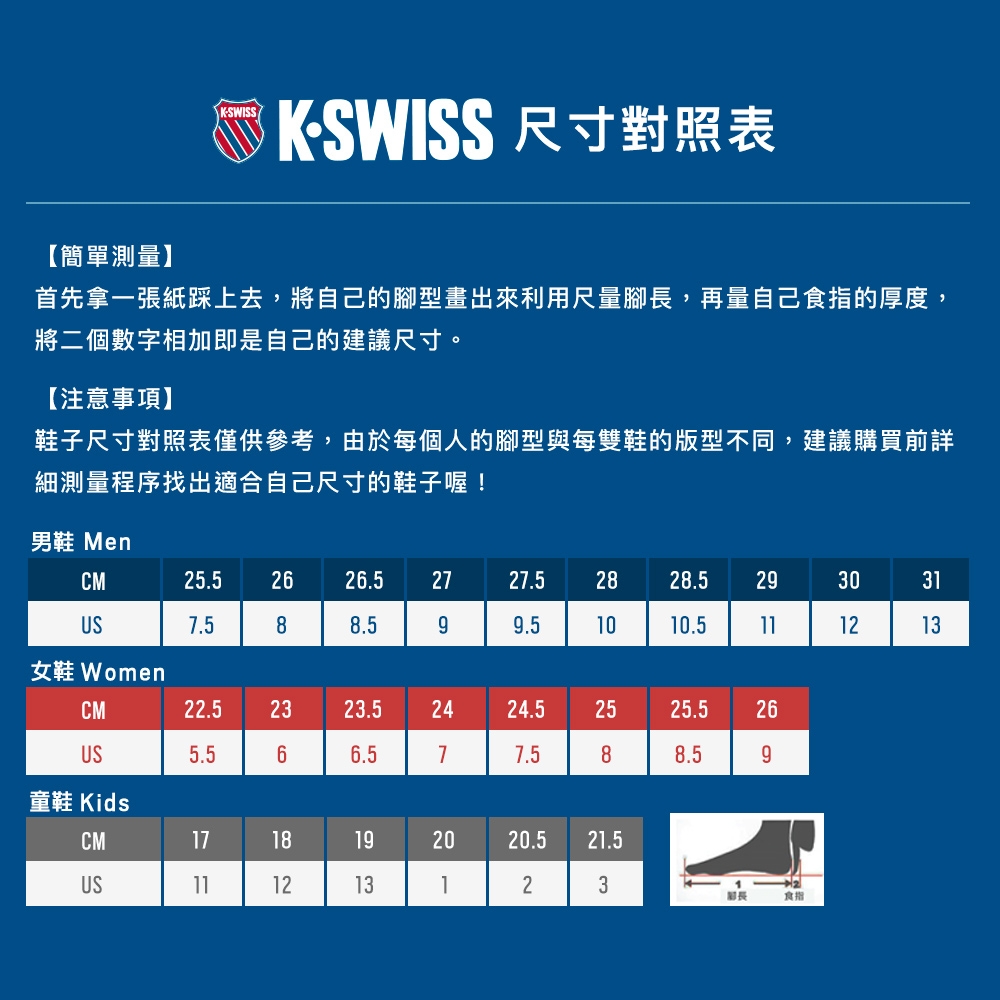 K·SWISS K·SWISS 尺寸對照表
【簡單測量】
首先拿一張紙踩上去，將自己的腳型畫出來利用尺量腳長，再量自己食指的厚度，
將二個數字相加即是自己的建議尺寸。
【注意事項】
鞋子尺寸對照表僅供參考，由於每個人的腳型與每雙鞋的版型不同，建議購買前詳
細測量程序找出適合自己尺寸的鞋子喔！
男鞋 Men
CM 25.5 26 26.5 27 27.5 28 28.5 29 30 31
US 7.5 8 8.5 9 9.5 10 10.5 11 12 13
女鞋 Women
CM 22.5 23 23.5 24 24.5 25 25.5 26
US 5.5 6 6.5 7 7.5 8 8.5 9
童鞋 Kids
CM 17 18 19 20 20.5 21.5
US 11 12 13 1 2 3
1 2
腳長 食指